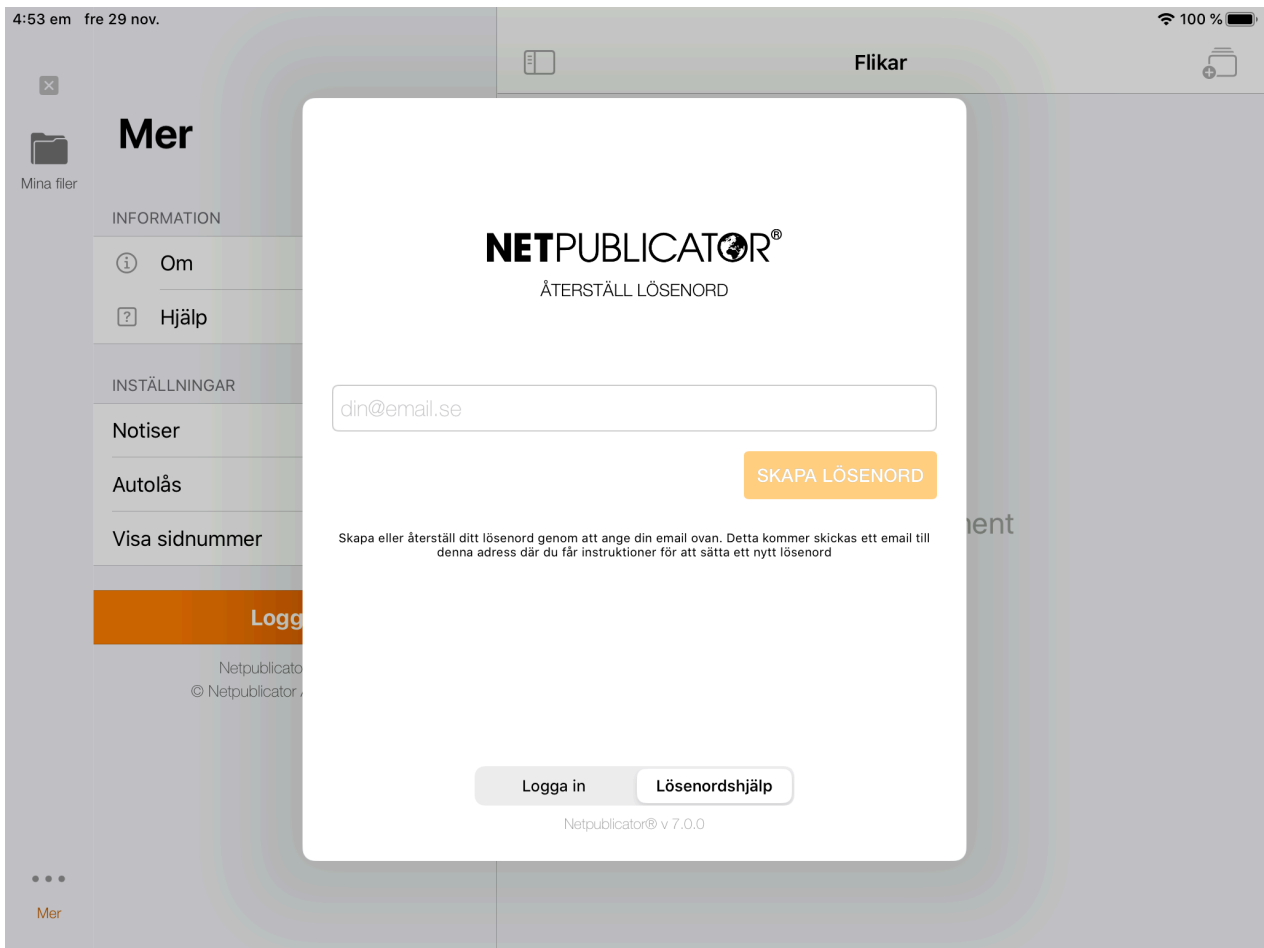 4:53 em fre 29 nov.
100 %
Flikar
Mer
Mina filer
INFORMATION
Om
Hjälp
INSTÄLLNINGAR
Notiser
Autolås
Visa sidnummer
Logg
Netpublicato
© Netpublicator
NETPUBLICATOR®
ÅTERSTÄLL LÖSENORD
din@email.se
SKAPA LÖSENORD
Skapa eller återställ ditt lösenord genom att ange din email ovan. Detta kommer skickas ett email till
denna adress där du får instruktioner för att sätta ett nytt lösenord
Logga in
Lösenordshjälp
Netpublicator® v 7.0.0
ent
Mer